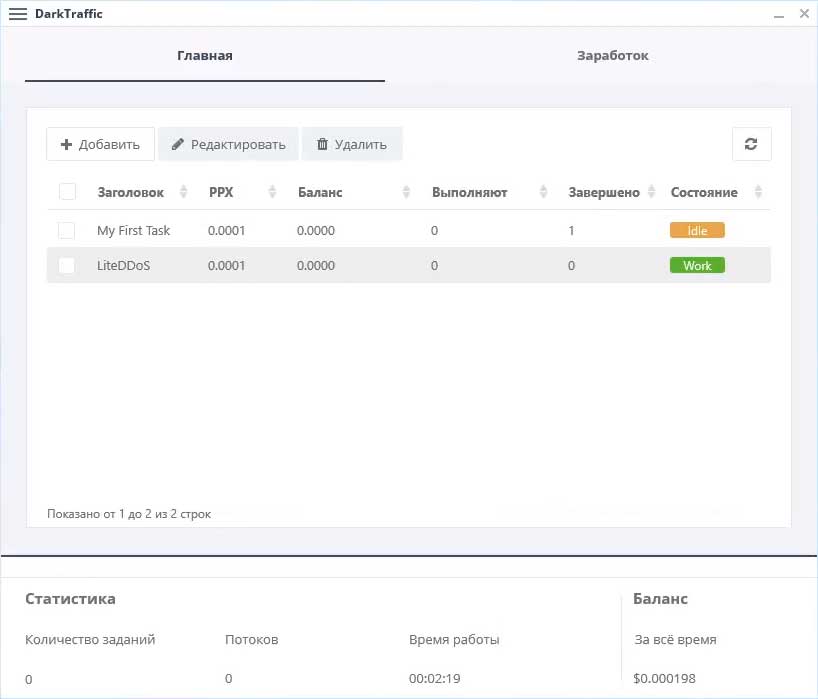 DarkTraffic
Главная Заработок
Добавить Редактировать Удалить
Заголовок PPX Баланс Выполняют Завершено Состояние
My First Task 0.0001 0.0000 0 1 Idle
LiteDDoS 0.0001 0.0000 0 0 Work
Показано от 1 до 2 из 2 строк
Статистика Баланс
Количество заданий Потоков Время работы За всё время
0 0 00:02:19 $0.000198